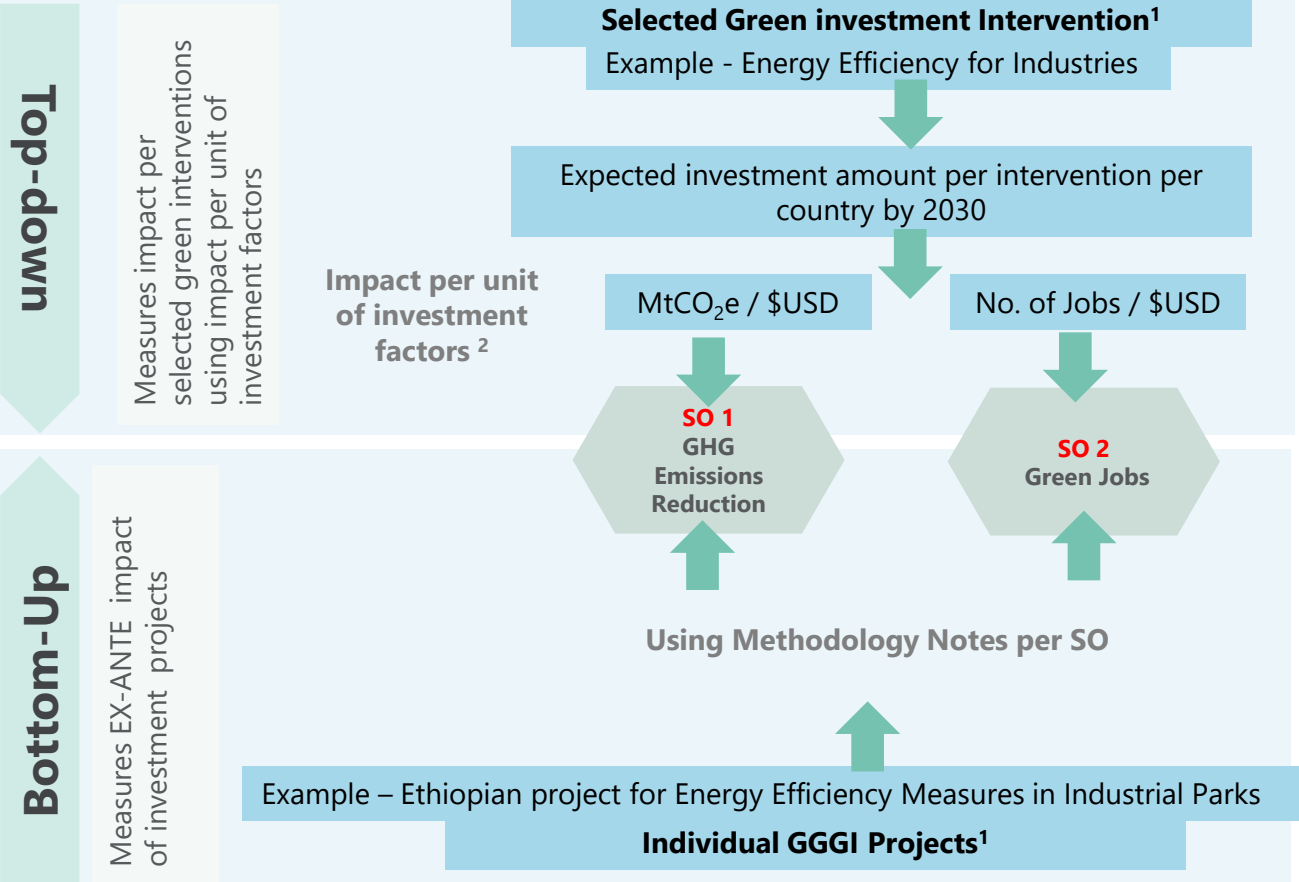 Top-down
Measures impact per
selected green interventions
using impact per unit of
investment factors
Selected Green investment Intervention¹
Example - Energy Efficiency for Industries
Expected investment amount per intervention per
country by 2030
Impact per unit
of investment
factors ²
MtCO₂e / $USD
No. of Jobs / $USD
SO 1
GHG
Emissions
Reduction
SO 2
Green Jobs
Bottom-Up
Measures EX-ANTE impact
of investment projects
Using Methodology Notes per SO
Example – Ethiopian project for Energy Efficiency Measures in Industrial Parks
Individual GGGI Projects¹